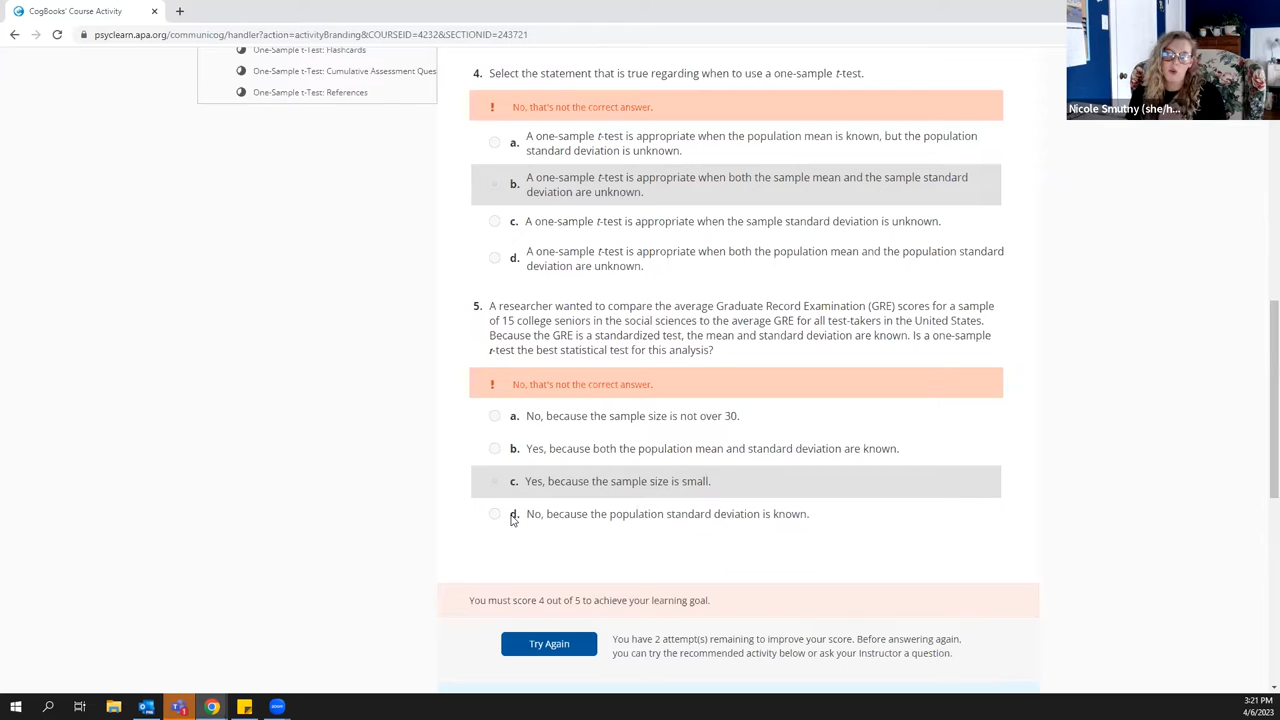 CogBooks' Course Activity
psyclearn.apa.org/communicog/handler?action=activityBranding&COURSEID=4232&SECTIONID=243721
One-Sample t-Test: Flashcards
One-Sample t-Test: Cumulative Assessment Ques
One-Sample t-Test: References
Nicole Smutny (she/h...
4. Select the statement that is true regarding when to use a one-sample t-test.
! No, that's not the correct answer.
a. A one-sample t-test is appropriate when the population mean is known, but the population
standard deviation is unknown.
b. A one-sample t-test is appropriate when both the sample mean and the sample standard
deviation are unknown.
c. A one-sample t-test is appropriate when the sample standard deviation is unknown.
d. A one-sample t-test is appropriate when both the population mean and the population standard
deviation are unknown.
5. A researcher wanted to compare the average Graduate Record Examination (GRE) scores for a sample
of 15 college seniors in the social sciences to the average GRE for all test-takers in the United States.
Because the GRE is a standardized test, the mean and standard deviation are known. Is a one-sample
t-test the best statistical test for this analysis?
! No, that's not the correct answer.
a. No, because the sample size is not over 30.
b. Yes, because both the population mean and standard deviation are known.
c. Yes, because the sample size is small.
d. No, because the population standard deviation is known.
You must score 4 out of 5 to achieve your learning goal.
Try Again
You have 2 attempt(s) remaining to improve your score. Before answering again,
you can try the recommended activity below or ask your Instructor a question.
3:21 PM
4/6/2023